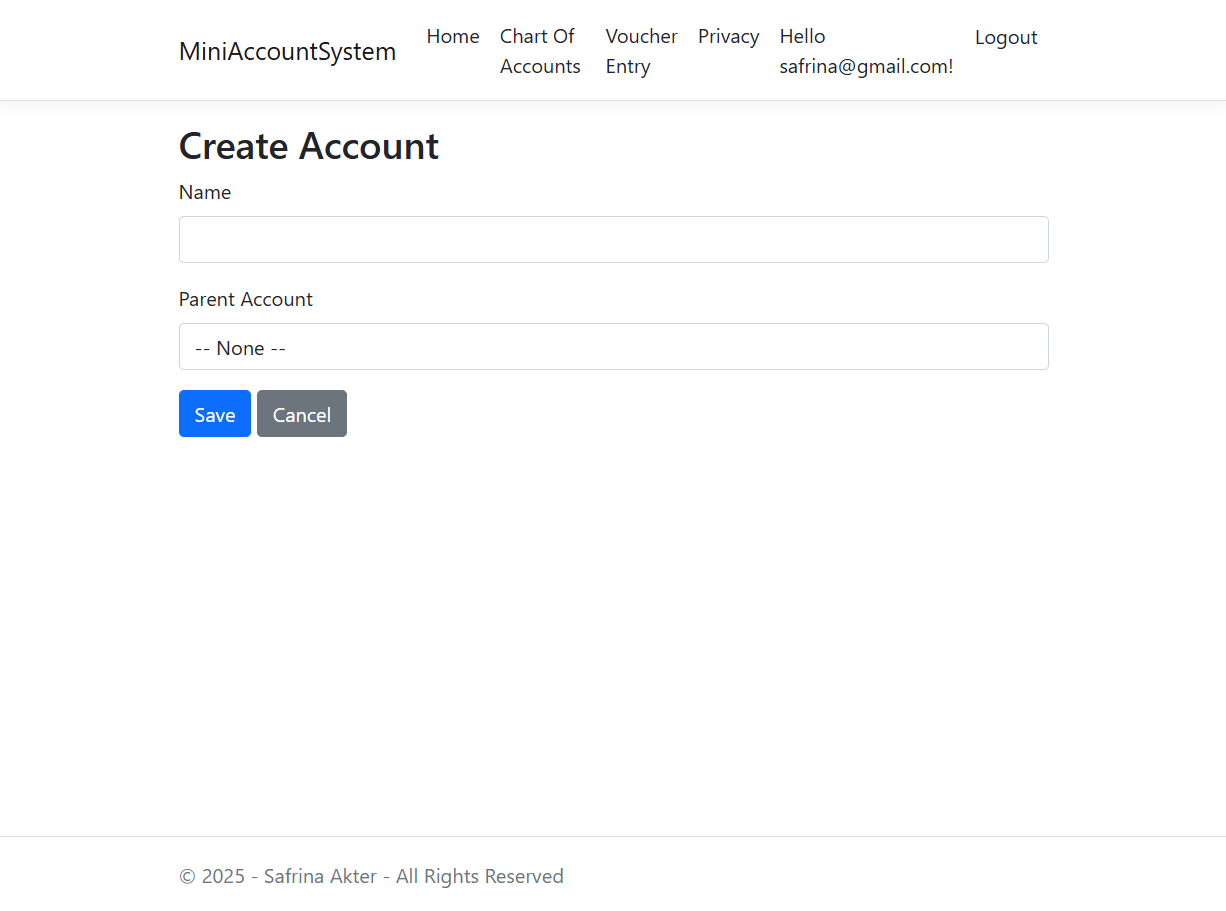 MiniAccountSystem
Home
Chart Of
Accounts
Voucher
Entry
Privacy
Hello
safrina@gmail.com!
Logout
Create Account
Name
Parent Account
-- None --
Save
Cancel
© 2025 - Safrina Akter - All Rights Reserved